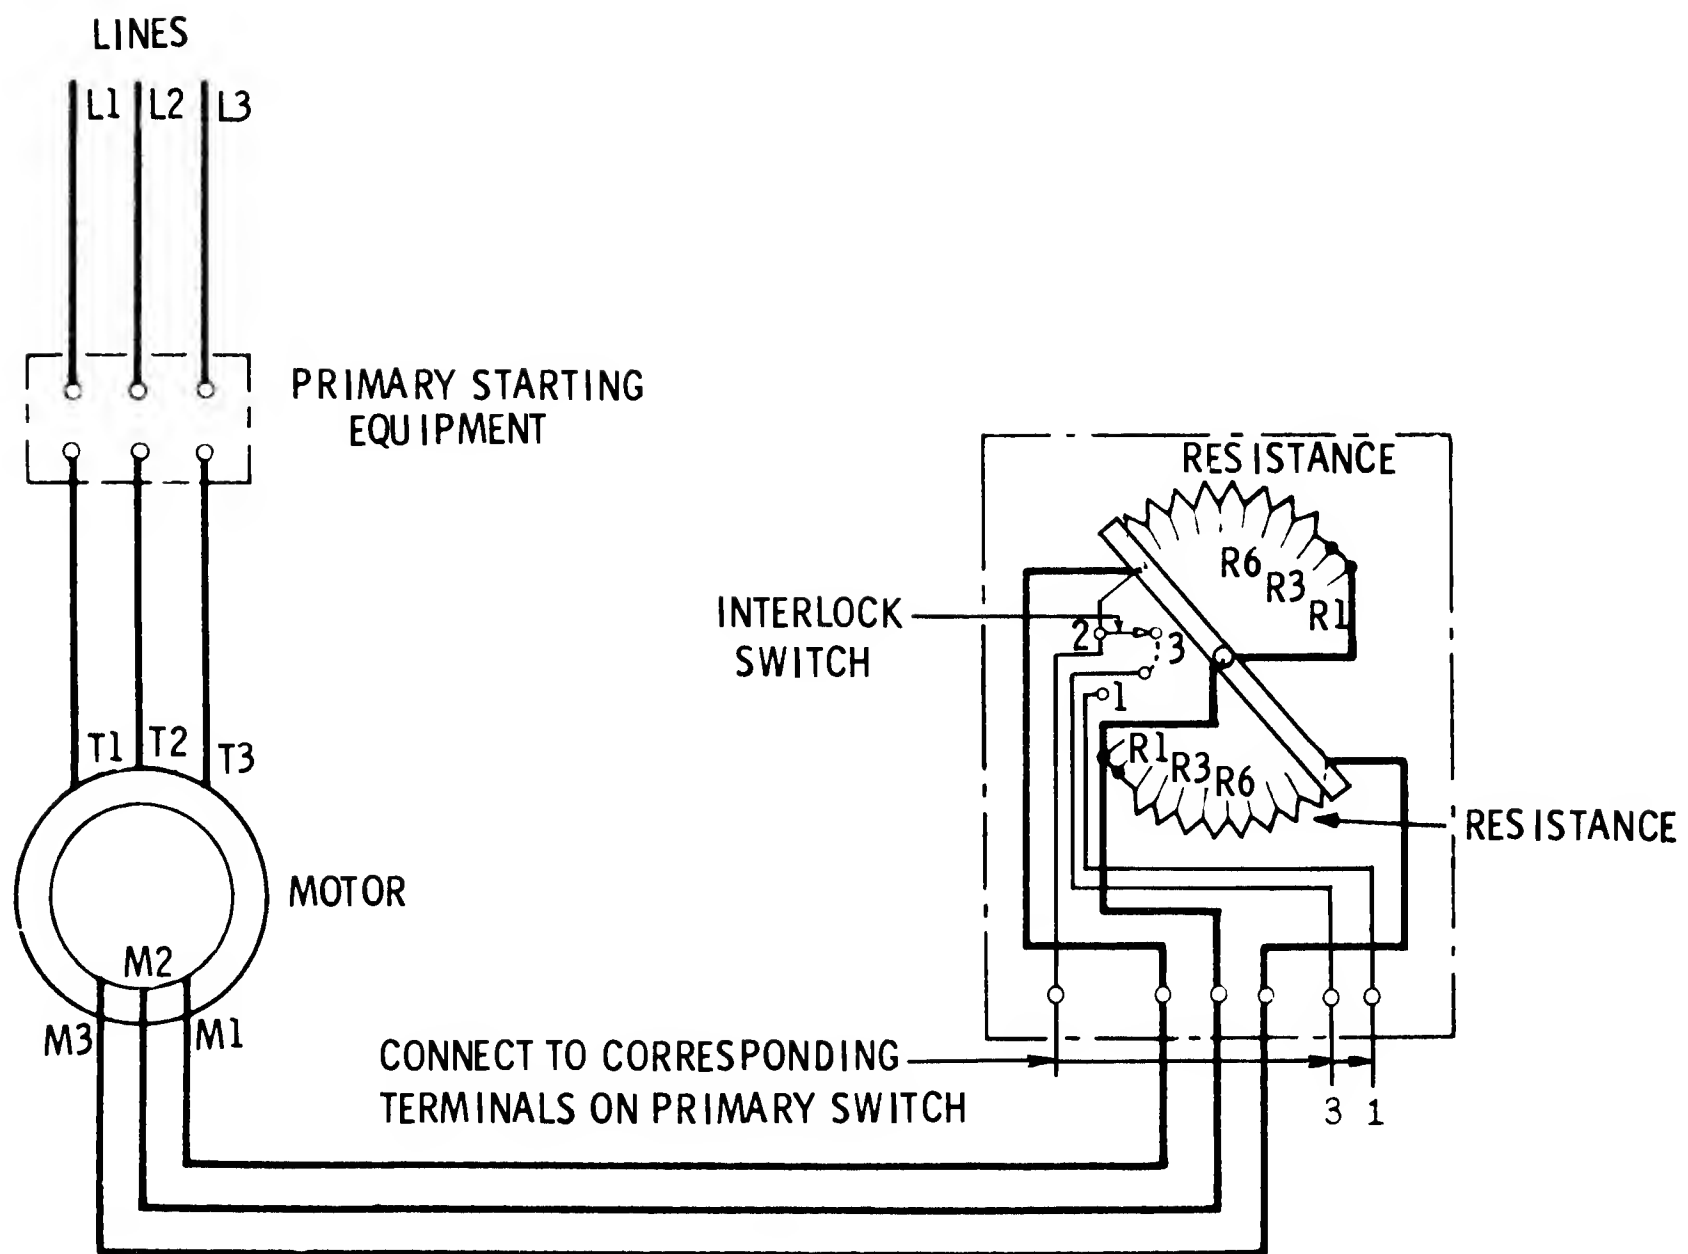 LINES
L1 L2 L3
PRIMARY STARTING
EQUIPMENT
RESISTANCE
R6
R3
R1
INTERLOCK
SWITCH
2
3
1
R1
R3
R6
RESISTANCE
T1 T2 T3
MOTOR
M2
M3
M1
CONNECT TO CORRESPONDING
TERMINALS ON PRIMARY SWITCH
3 1